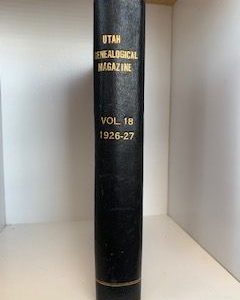 UTAH
GENEALOGICAL
MAGAZINE
VOL. 18
1926-27